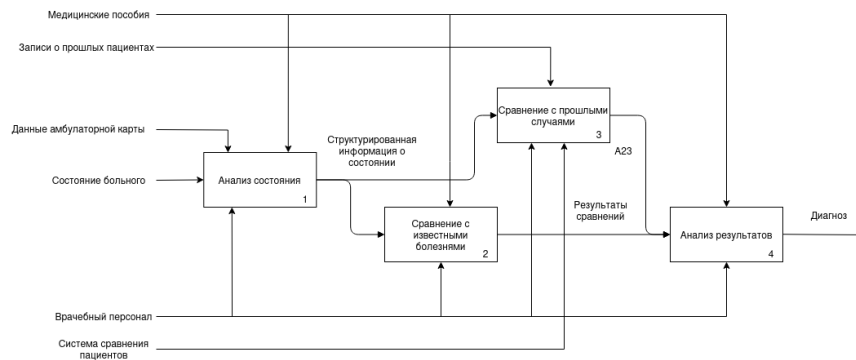 Медицинские пособия
Записи о прошлых пациентах
Сравнение с прошлыми
случаями
3
Данные амбулаторной карты
Структурированная
информация о
состоянии
A23
Состояние больного
Анализ состояния
1
Результаты
сравнений
Диагноз
Сравнение с
известными
болезнями
2
Анализ результатов
4
Врачебный персонал
Система сравнения
пациентов